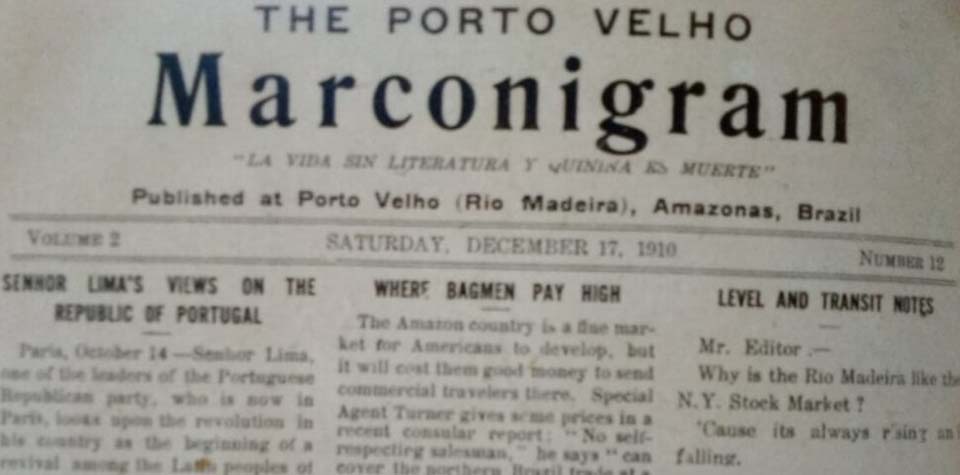 THE PORTO VELHO
Marconigram
"LA VIDA SIN LITERATURA Y QUININA ES MUERTE"
Published at Porto Velho (Rio Madeira), Amazonas, Brazil
VOLUME 2
SATURDAY, DECEMBER 17, 1910
NUMBER 12
SENHOR LIMA'S VIEWS ON THE
REPUBLIC OF PORTUGAL
Paris, October 14—Senhor Lima,
one of the leaders of the Portuguese
Republican party, who is now in
Paris, looks upon the revolution in
his country as the beginning of a
revival among the Latin peoples of
WHERE BAGMEN PAY HIGH
The Amazon country is a fine mar-
ket for Americans to develop, but
it will cost them good money to send
commercial travelers there. Special
Agent Turner gives some prices in a
recent consular report: "No self-
respecting salesman," he says "can
cover the northern Brazil trade at a
LEVEL AND TRANSIT NOTES
Mr. Editor :—
Why is the Rio Madeira like the
N.Y. Stock Market ?
'Cause its always rising an
falling.